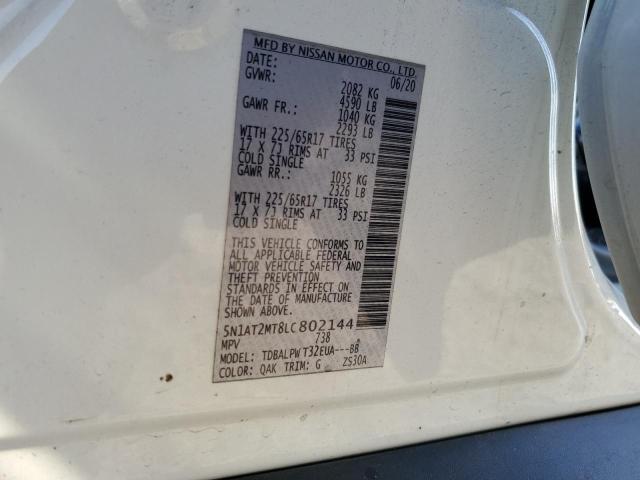 MFD BY NISSAN MOTOR CO., LTD.
DATE: 06/20
GVWR: 2082 KG
4590 LB
GAWR FR.: 1040 KG
2293 LB
WITH 225/65R17 TIRES
17 X 7J RIMS AT 33 PSI
COLD SINGLE
GAWR RR.: 1055 KG
2326 LB
WITH 225/65R17 TIRES
17 X 7J RIMS AT 33 PSI
COLD SINGLE
THIS VEHICLE CONFORMS TO
ALL APPLICABLE FEDERAL
MOTOR VEHICLE SAFETY AND
THEFT PREVENTION
STANDARDS IN EFFECT ON
THE DATE OF MANUFACTURE
SHOWN ABOVE.
5N1AT2MT8LC802144
MPV 738
MODEL: TDBALPWT32EUA---BB
COLOR: QAK TRIM: G ZS30A